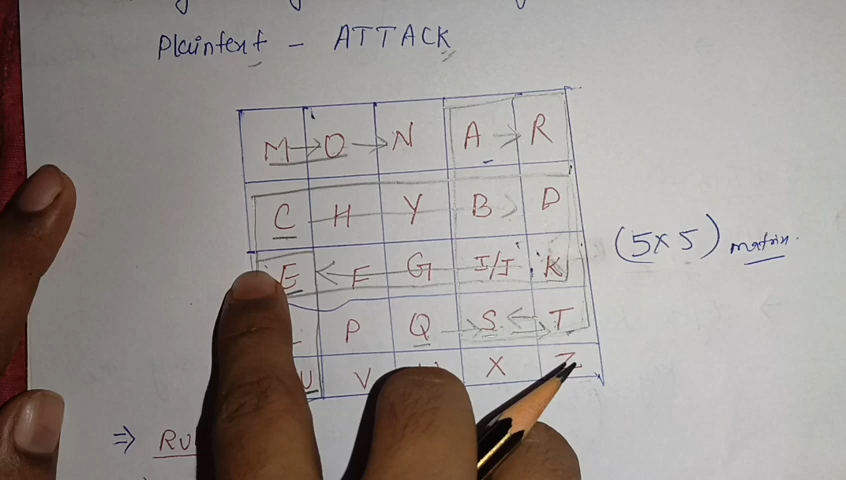 Plaintext - ATTACK
M O N A R
C H Y B D
E F G I/J K
P Q S T
U V X Z
(5x5) matrix.
⇒